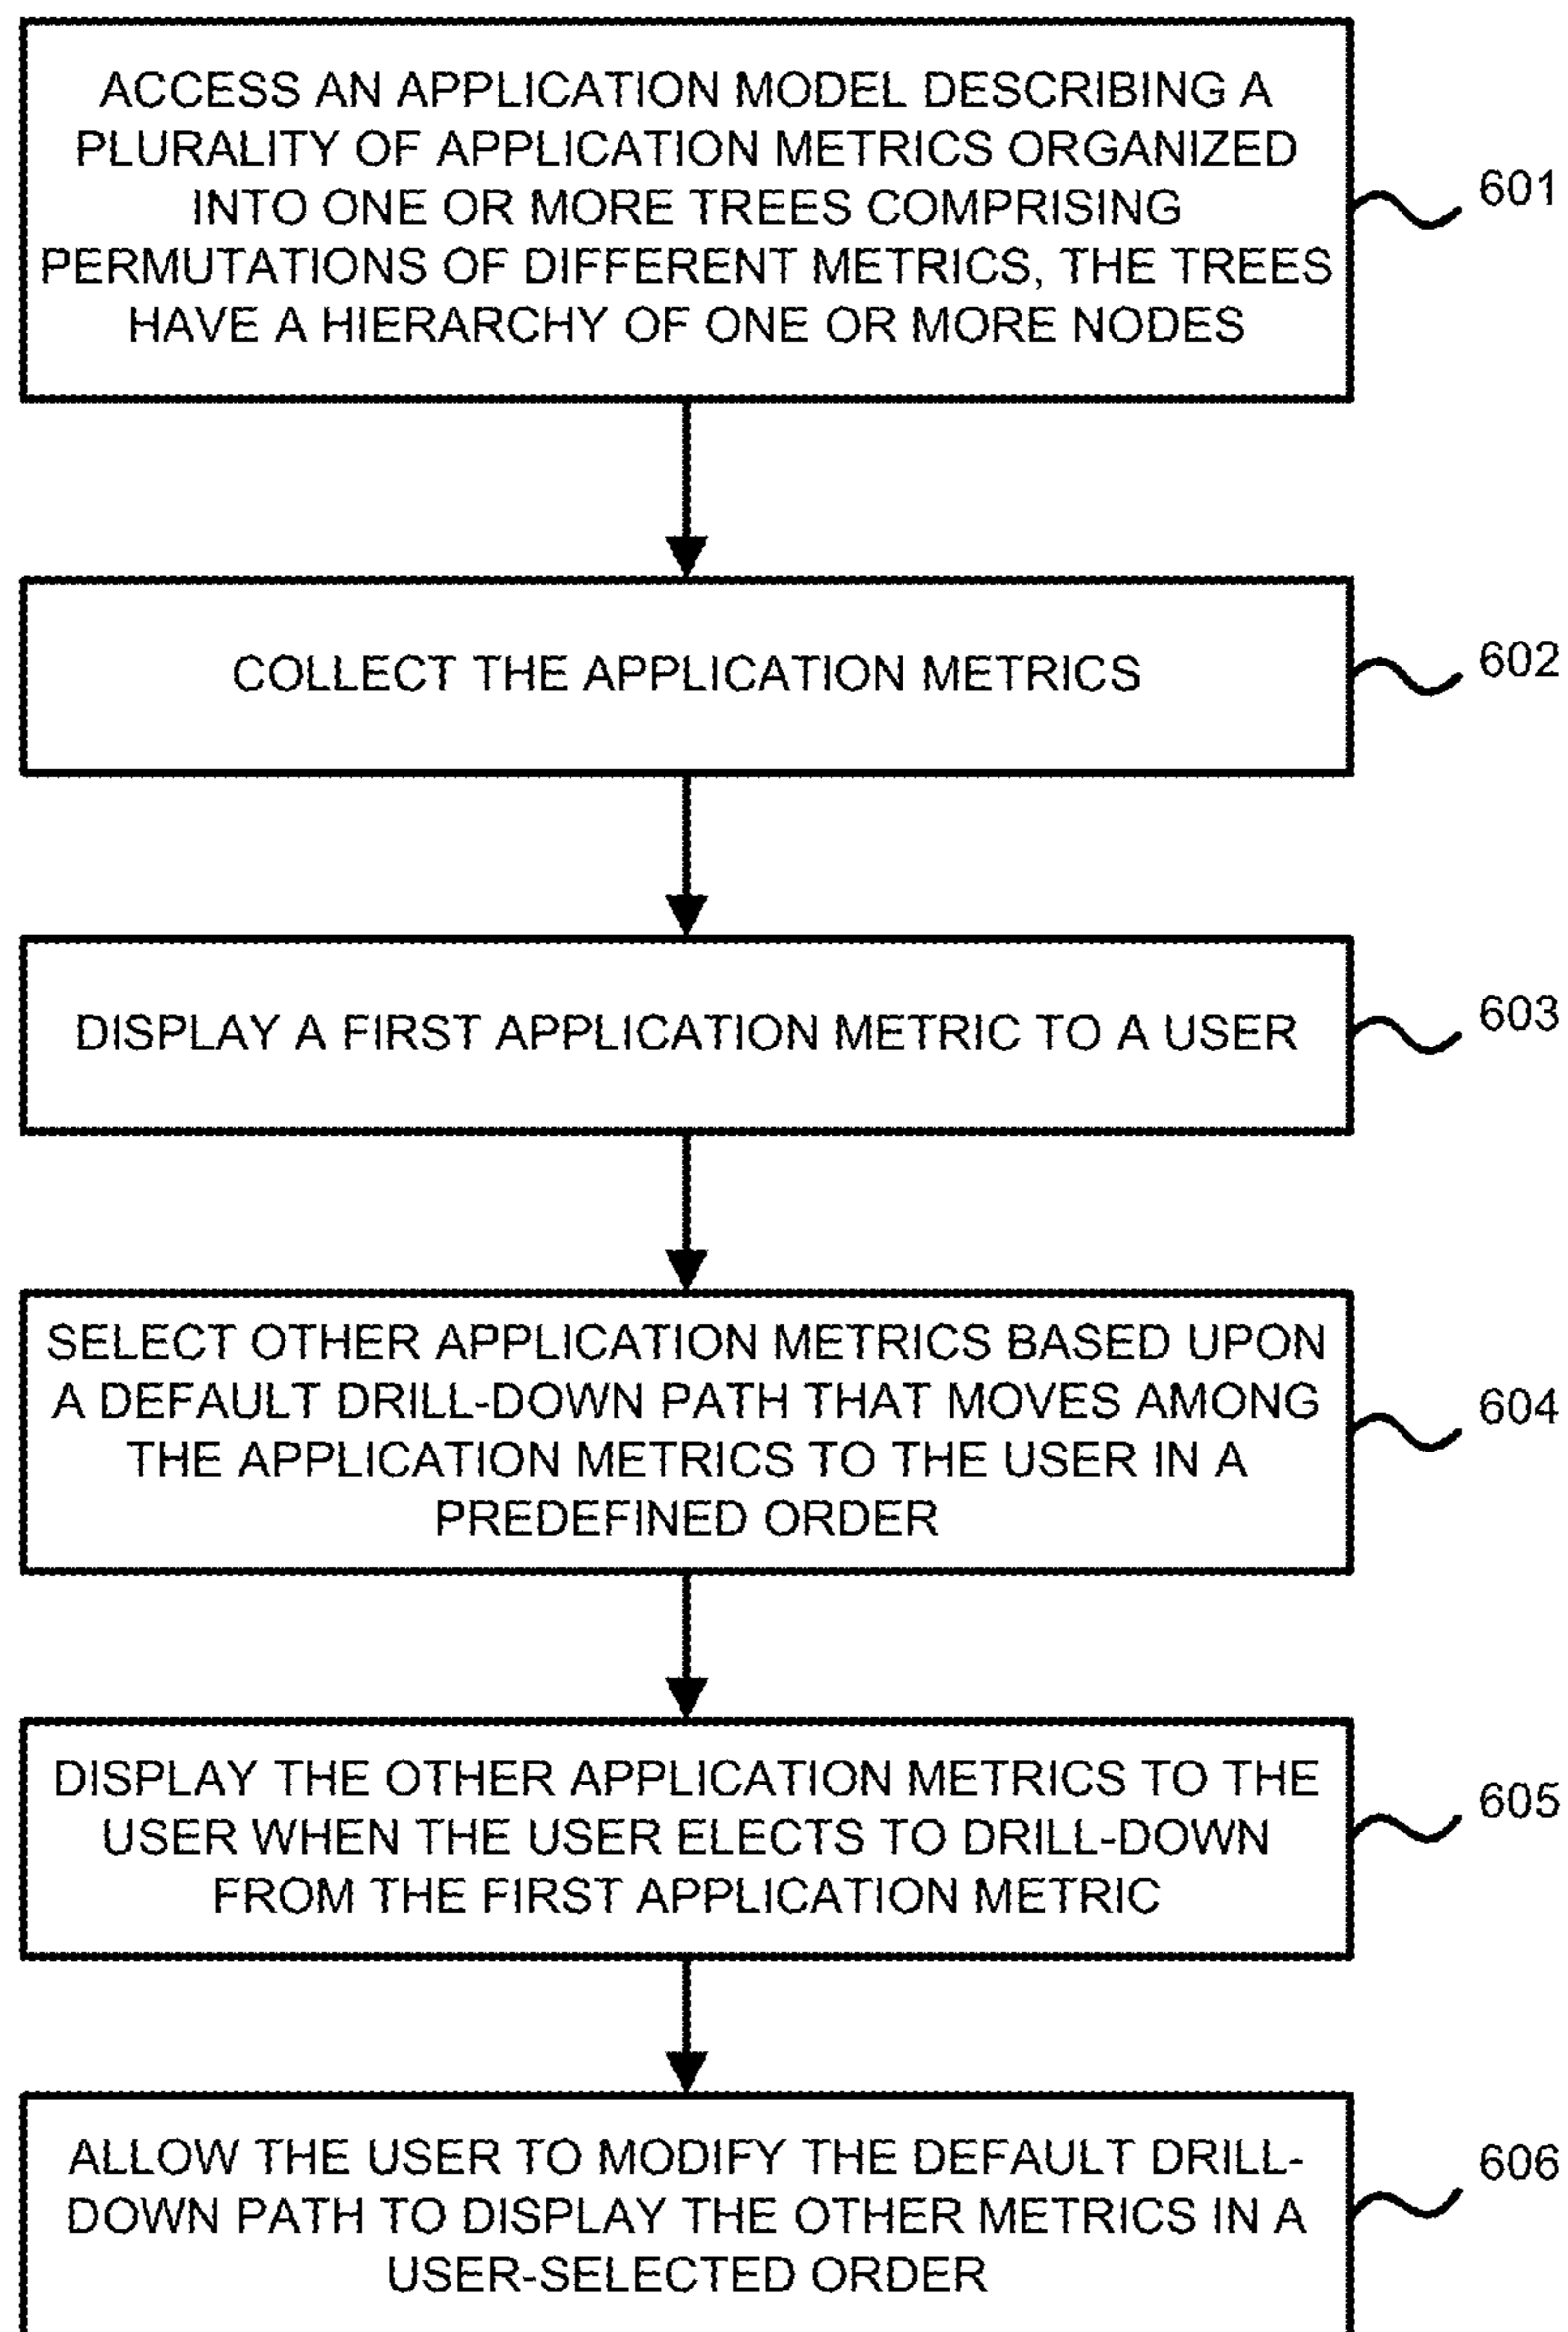 ACCESS AN APPLICATION MODEL DESCRIBING A
PLURALITY OF APPLICATION METRICS ORGANIZED
INTO ONE OR MORE TREES COMPRISING
PERMUTATIONS OF DIFFERENT METRICS, THE TREES
HAVE A HIERARCHY OF ONE OR MORE NODES
601
COLLECT THE APPLICATION METRICS
602
DISPLAY A FIRST APPLICATION METRIC TO A USER
603
SELECT OTHER APPLICATION METRICS BASED UPON
A DEFAULT DRILL-DOWN PATH THAT MOVES AMONG
THE APPLICATION METRICS TO THE USER IN A
PREDEFINED ORDER
604
DISPLAY THE OTHER APPLICATION METRICS TO THE
USER WHEN THE USER ELECTS TO DRILL-DOWN
FROM THE FIRST APPLICATION METRIC
605
ALLOW THE USER TO MODIFY THE DEFAULT DRILL-
DOWN PATH TO DISPLAY THE OTHER METRICS IN A
USER-SELECTED ORDER
606